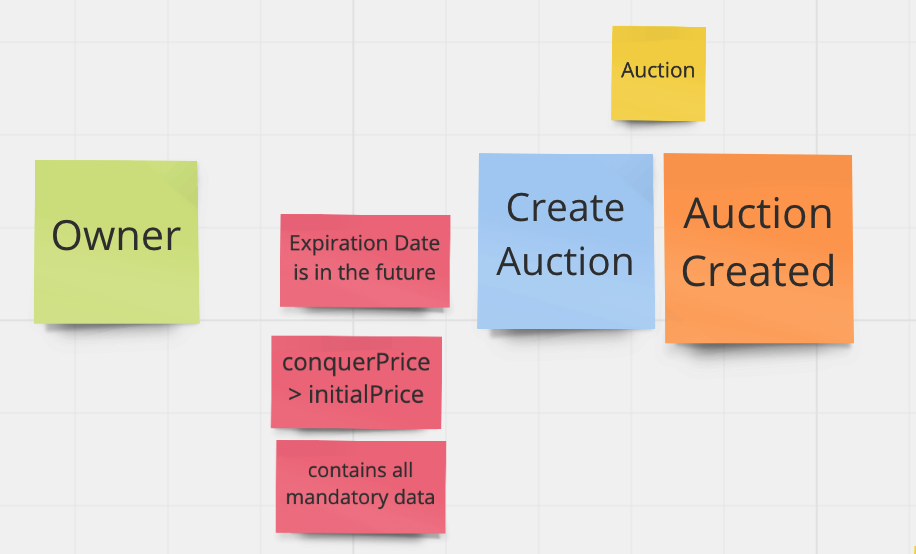 Auction
Owner
Expiration Date
is in the future
conquerPrice
> initialPrice
contains all
mandatory data
Create
Auction
Auction
Created